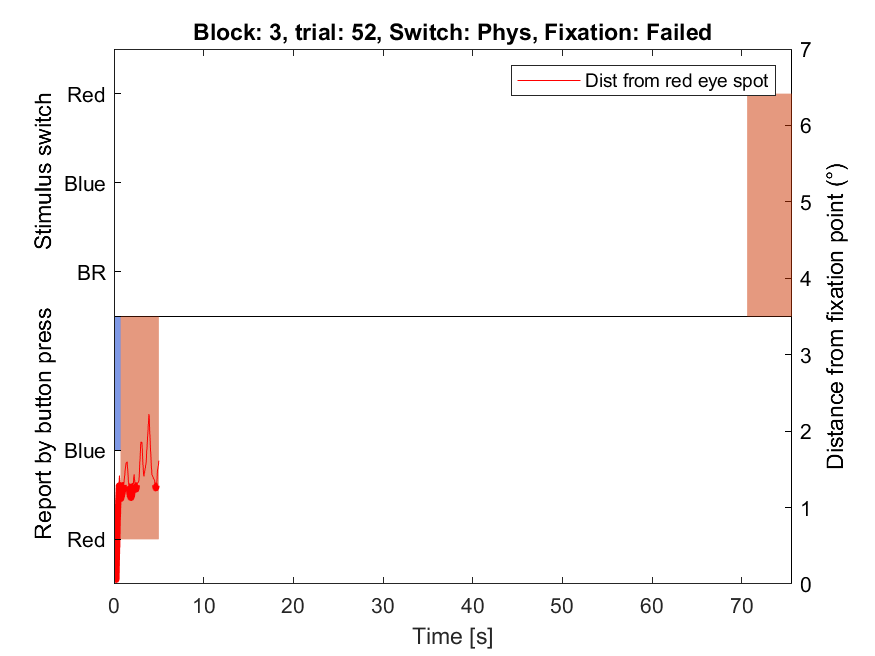 Block: 3, trial: 52, Switch: Phys, Fixation: Failed
Dist from red eye spot
Stimulus switch
Red
Blue
BR
Report by button press
Blue
Red
7
6
5
4
3
2
1
0
Distance from fixation point (°)
0 10 20 30 40 50 60 70
Time [s]